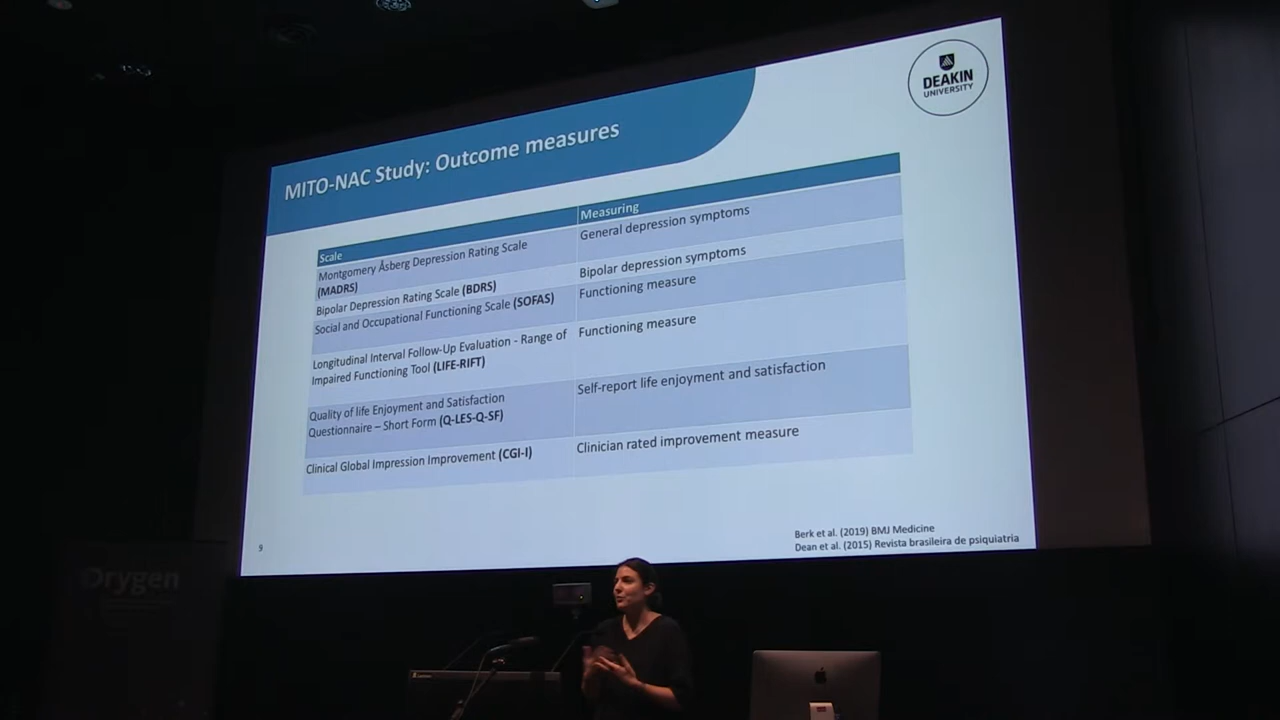 DEAKIN
UNIVERSITY
MITO-NAC Study: Outcome measures
Scale
Measuring
Montgomery Åsberg Depression Rating Scale
(MADRS)
General depression symptoms
Bipolar Depression Rating Scale (BDRS)
Bipolar depression symptoms
Social and Occupational Functioning Scale (SOFAS)
Functioning measure
Longitudinal Interval Follow-Up Evaluation - Range of
Impaired Functioning Tool (LIFE-RIFT)
Functioning measure
Quality of life Enjoyment and Satisfaction
Questionnaire – Short Form (Q-LES-Q-SF)
Self-report life enjoyment and satisfaction
Clinical Global Impression Improvement (CGI-I)
Clinician rated improvement measure
9
Berk et al. (2019) BMJ Medicine
Dean et al. (2015) Revista brasileira de psiquiatria
Orygen